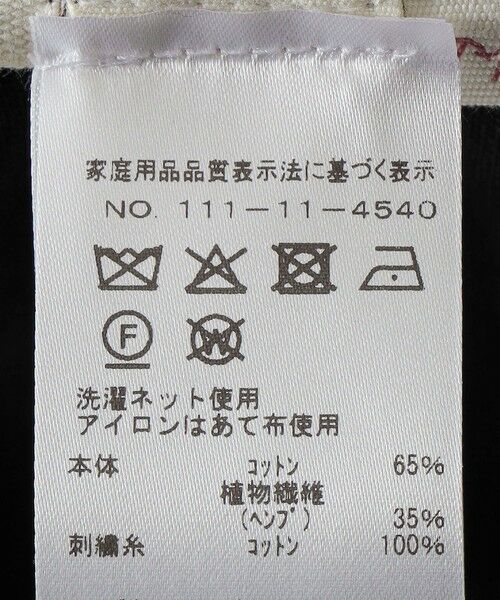 家庭用品品質表示法に基づく表示
NO. 111-11-4540
F W
洗濯ネット使用
アイロンはあて布使用
本体 コットン 65%
植物繊維
(ヘンプ) 35%
刺繍糸 コットン 100%